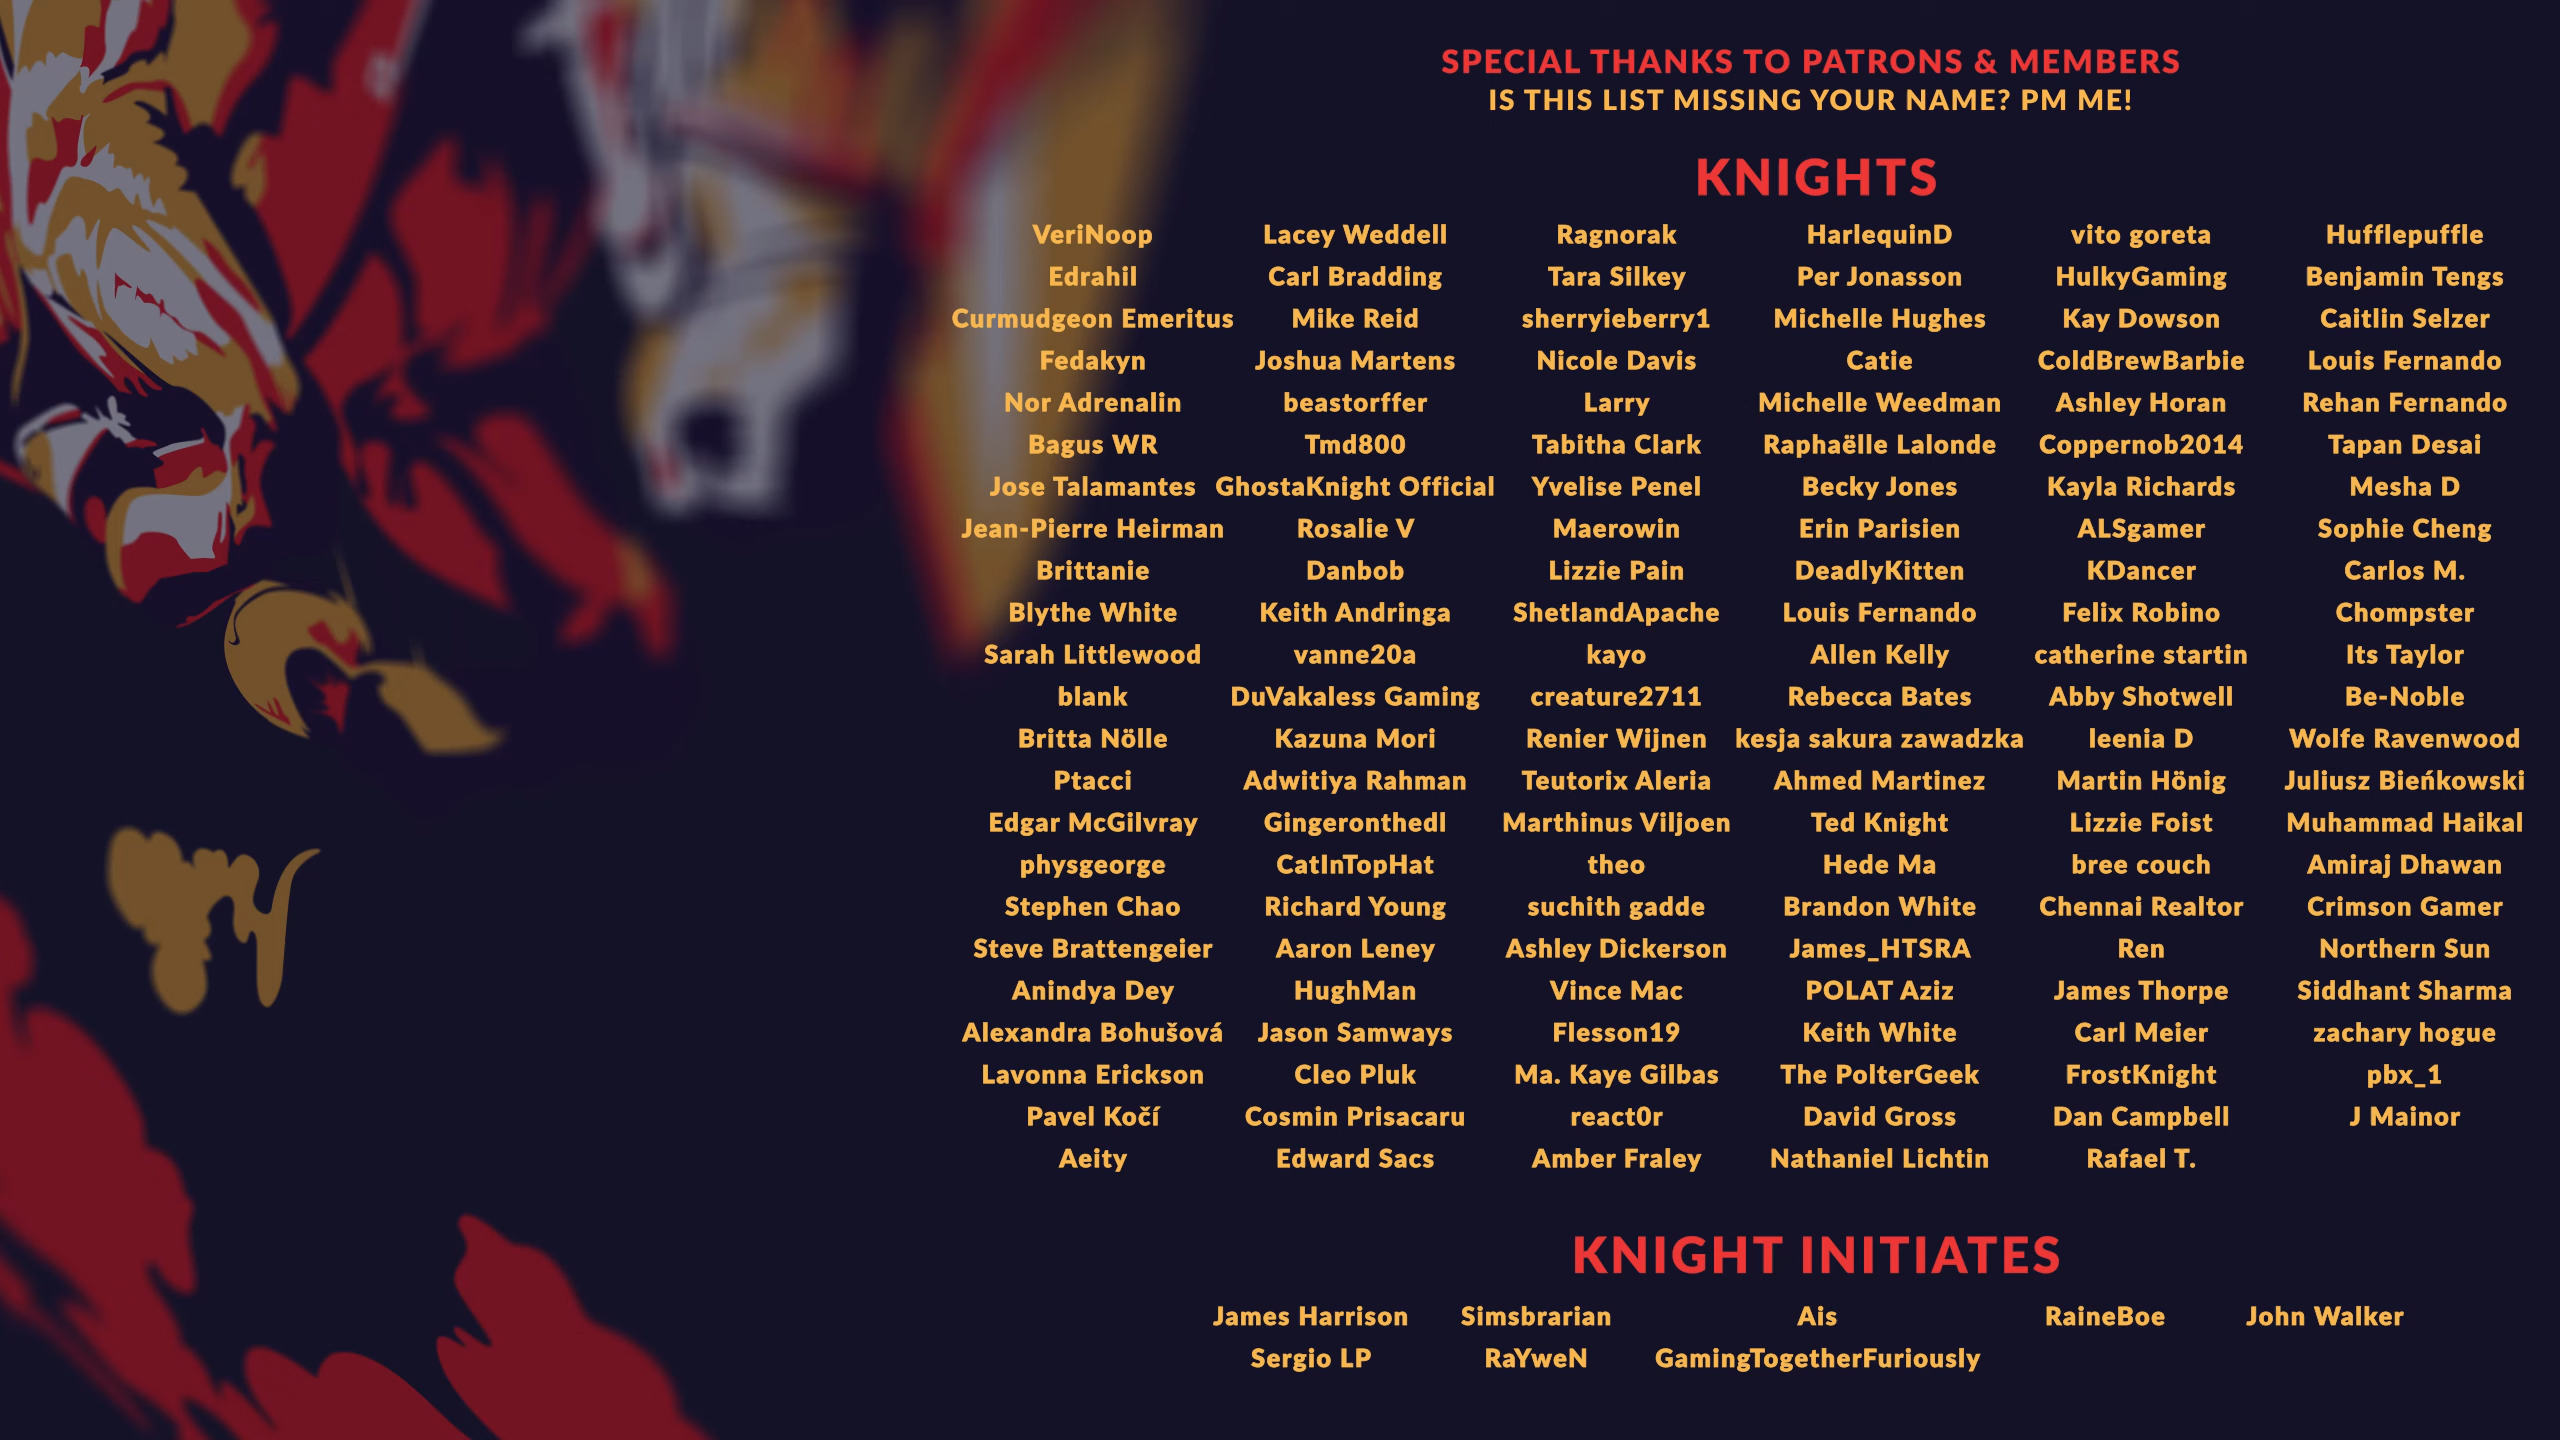 SPECIAL THANKS TO PATRONS & MEMBERS
IS THIS LIST MISSING YOUR NAME? PM ME!
KNIGHTS
VeriNoop Lacey Weddell Ragnorak HarlequinD vito goreta Hufflepuffle
Edrahil Carl Bradding Tara Silkey Per Jonasson HulkyGaming Benjamin Tengs
Curmudgeon Emeritus Mike Reid sherryieberry1 Michelle Hughes Kay Dowson Caitlin Selzer
Fedakyn Joshua Martens Nicole Davis Catie ColdBrewBarbie Louis Fernando
Nor Adrenalin beastorffer Larry Michelle Weedman Ashley Horan Rehan Fernando
Bagus WR Tmd800 Tabitha Clark Raphaëlle Lalonde Coppernob2014 Tapan Desai
Jose Talamantes GhostaKnight Official Yvelise Penel Becky Jones Kayla Richards Mesha D
Jean-Pierre Heirman Rosalie V Maerowin Erin Parisien ALSgamer Sophie Cheng
Brittanie Danbob Lizzie Pain DeadlyKitten KDancer Carlos M.
Blythe White Keith Andringa ShetlandApache Louis Fernando Felix Robino Chompster
Sarah Littlewood vanne20a kayo Allen Kelly catherine startin Its Taylor
blank DuVakaless Gaming creature2711 Rebecca Bates Abby Shotwell Be-Noble
Britta Nölle Kazuna Mori Renier Wijnen kesja sakura zawadzka leenia D Wolfe Ravenwood
Ptacci Adwitiya Rahman Teutorix Aleria Ahmed Martinez Martin Hönig Juliusz Bieńkowski
Edgar McGilvray Gingeronthedl Marthinus Viljoen Ted Knight Lizzie Foist Muhammad Haikal
physgeorge CatInTopHat theo Hede Ma bree couch Amiraj Dhawan
Stephen Chao Richard Young suchith gadde Brandon White Chennai Realtor Crimson Gamer
Steve Brattengeier Aaron Leney Ashley Dickerson James_HTSRA Ren Northern Sun
Anindya Dey HughMan Vince Mac POLAT Aziz James Thorpe Siddhant Sharma
Alexandra Bohušová Jason Samways Flesson19 Keith White Carl Meier zachary hogue
Lavonna Erickson Cleo Pluk Ma. Kaye Gilbas The PolterGeek FrostKnight pbx_1
Pavel Kočí Cosmin Prisacaru react0r David Gross Dan Campbell J Mainor
Aeity Edward Sacs Amber Fraley Nathaniel Lichtin Rafael T.
KNIGHT INITIATES
James Harrison Simsbrarian Ais RaineBoe John Walker
Sergio LP RaYweN GamingTogetherFuriously